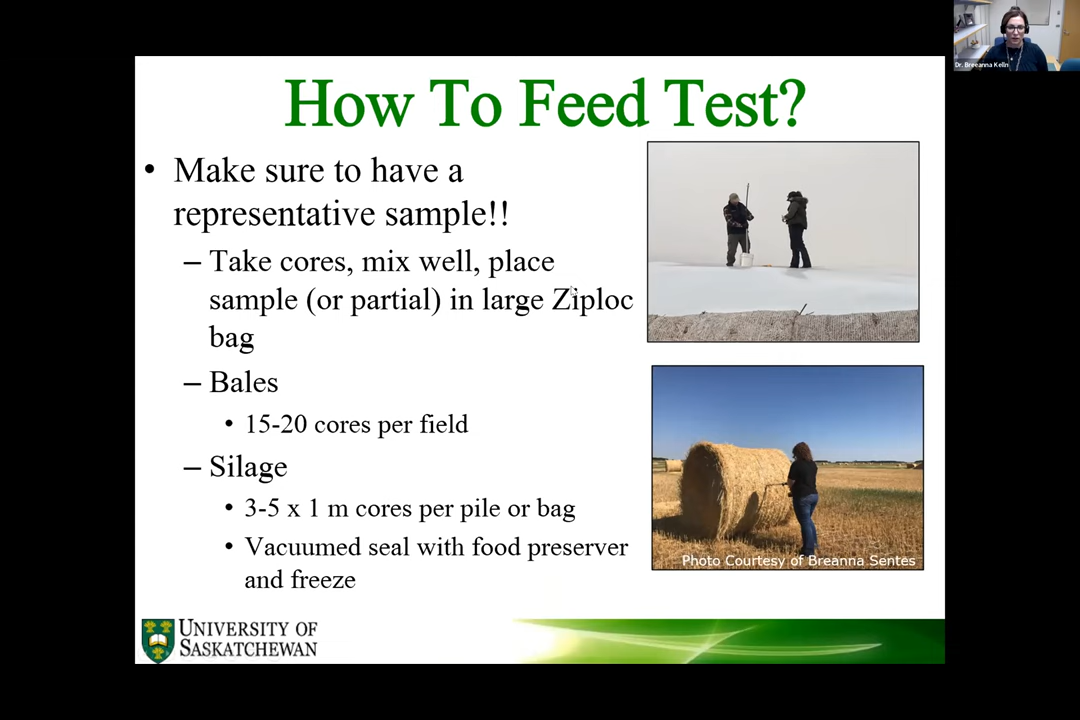 How To Feed Test?
• Make sure to have a
representative sample!!
– Take cores, mix well, place
sample (or partial) in large Ziploc
bag
– Bales
• 15-20 cores per field
– Silage
• 3-5 x 1 m cores per pile or bag
• Vacuumed seal with food preserver
and freeze
Photo Courtesy of Breanna Sentes
UNIVERSITY OF
SASKATCHEWAN
Dr. Breeanna Kelln